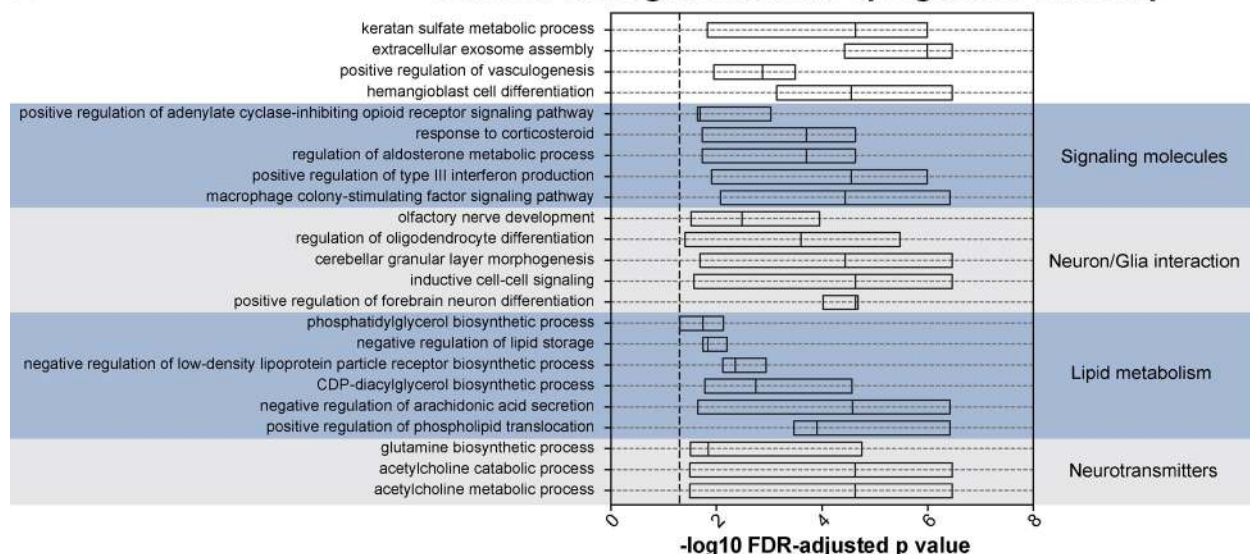 keratan sulfate metabolic process
extracellular exosome assembly
positive regulation of vasculogenesis
hemangioblast cell differentiation
positive regulation of adenylate cyclase-inhibiting opioid receptor signaling pathway
response to corticosteroid
regulation of aldosterone metabolic process
positive regulation of type III interferon production
macrophage colony-stimulating factor signaling pathway
Signaling molecules
olfactory nerve development
regulation of oligodendrocyte differentiation
cerebellar granular layer morphogenesis
inductive cell-cell signaling
positive regulation of forebrain neuron differentiation
Neuron/Glia interaction
phosphatidylglycerol biosynthetic process
negative regulation of lipid storage
negative regulation of low-density lipoprotein particle receptor biosynthetic process
CDP-diacylglycerol biosynthetic process
negative regulation of arachidonic acid secretion
positive regulation of phospholipid translocation
Lipid metabolism
glutamine biosynthetic process
acetylcholine catabolic process
acetylcholine metabolic process
Neurotransmitters
0 2 4 6 8
-log10 FDR-adjusted p value